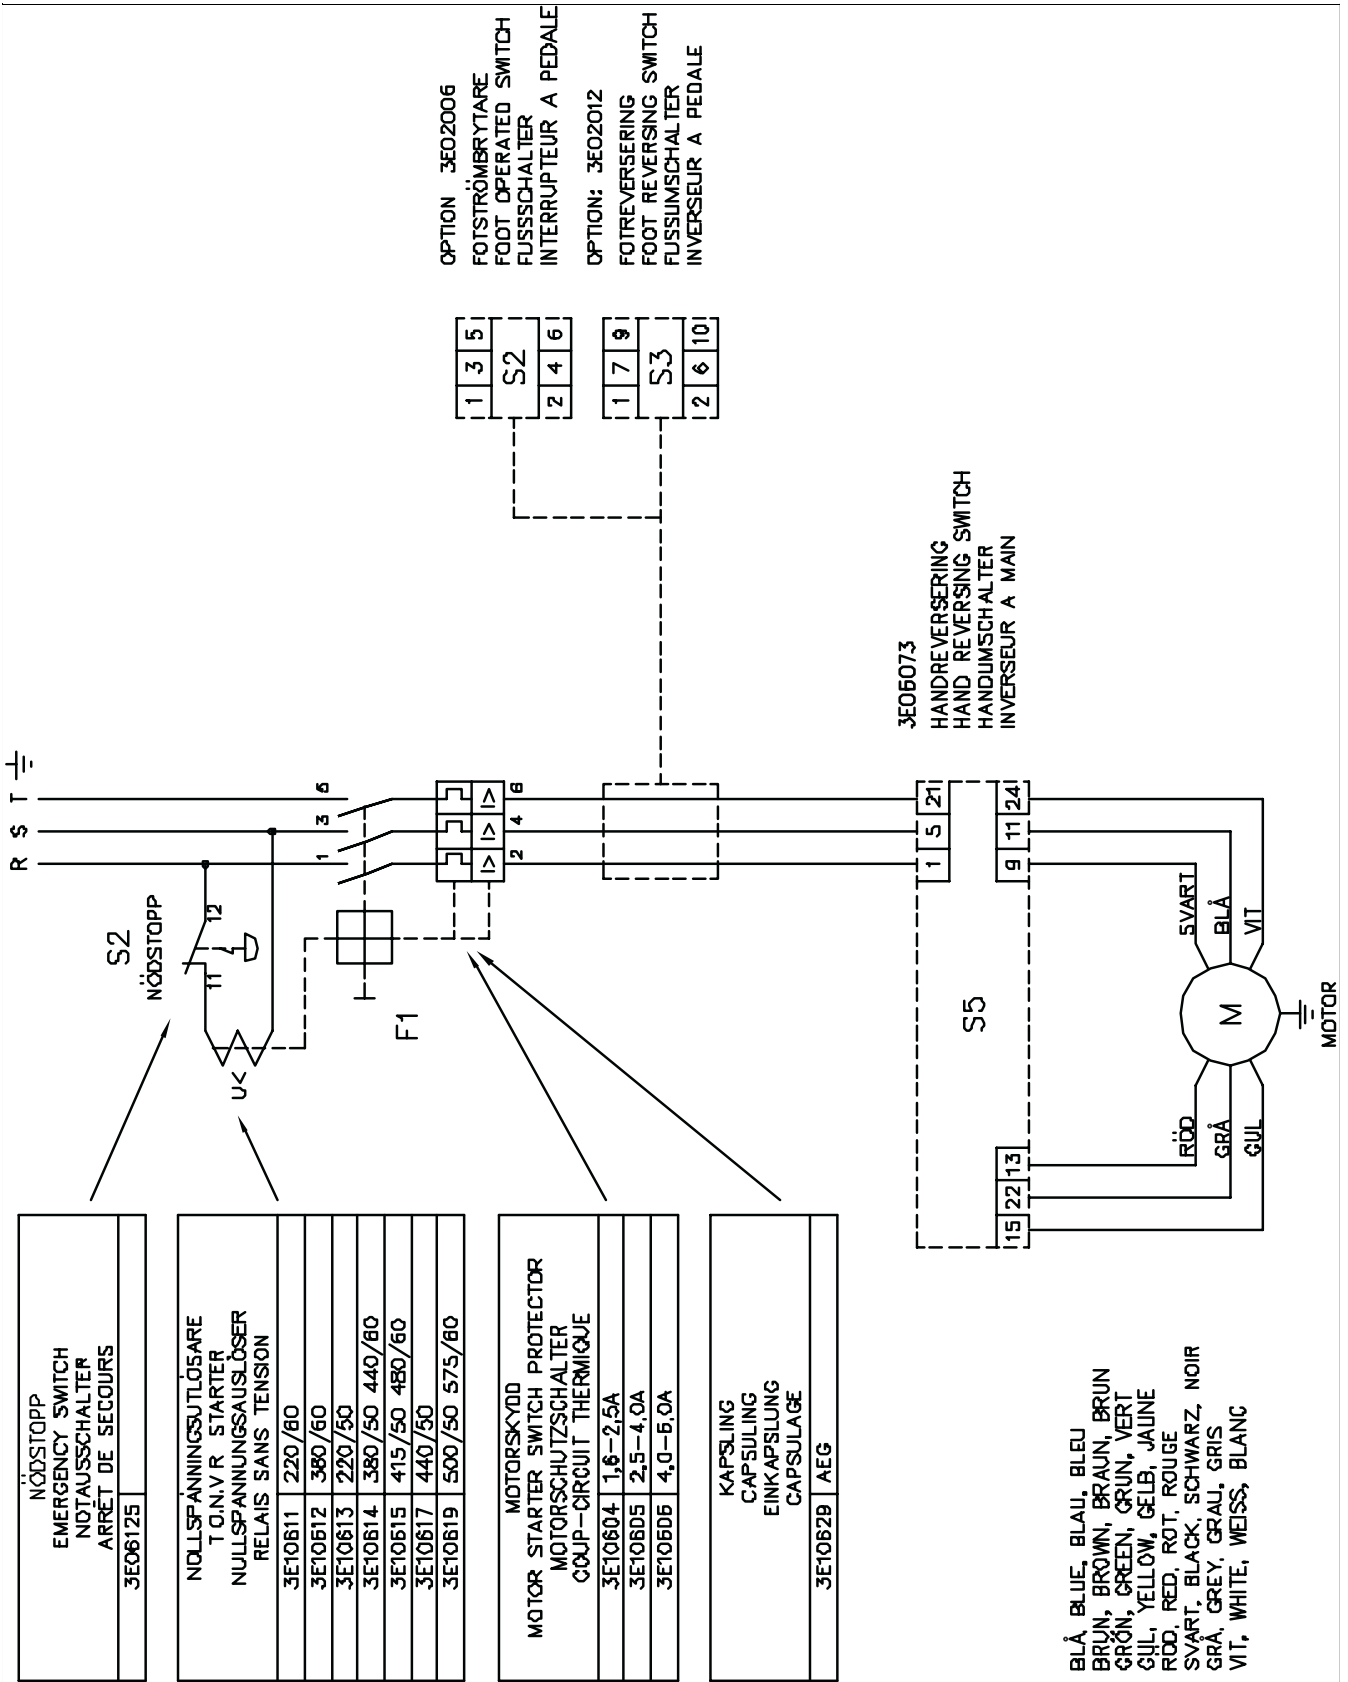 NÖDSTOPP
EMERGENCY SWITCH
NOTAUSSCHALTER
ARRÊT DE SECOURS
3E06125
NOLLSPÄNNINGSUTLÖSARE
T O.N.V R STARTER
NULLSPANNUNGSAUSLÖSER
RELAIS SANS TENSION
3E10611 220/60
3E10612 380/60
3E10613 220/50
3E10614 380/50 440/60
3E10615 415/50 480/60
3E10617 440/50
3E10619 500/50 575/60
MOTORSKYDD
MOTOR STARTER SWITCH PROTECTOR
MOTORSCHUTZSCHALTER
COUP-CIRCUIT THERMIQUE
3E10604 1,6-2,5A
3E10605 2,5-4,0A
3E10606 4,0-6,0A
KAPSLING
CAPSULING
EINKAPSLUNG
CAPSULAGE
3E10629 AEG
BLÅ, BLUE, BLAU, BLEU
BRUN, BROWN, BRAUN, BRUN
GRÖN, GREEN, GRUN, VERT
GUL, YELLOW, GELB, JAUNE
RÖD, RED, ROT, ROUGE
SVART, BLACK, SCHWARZ, NOIR
GRÅ, GREY, GRAU, GRIS
VIT, WHITE, WEISS, BLANC
R S T
S2
NÖDSTOPP
11 12
U<
F1
1 3 5
I> I> I>
2 4 6
1 5 21
S5
15 22 13 9 11 24
RÖD SVART
GRÅ BLÅ
GUL VIT
M
MOTOR
3E06073
HANDREVERSERING
HAND REVERSING SWITCH
HANDUMSCHALTER
INVERSEUR A MAIN
1 3 5
S2
2 4 6
OPTION 3E02006
FOTSTRÖMBRYTARE
FOOT OPERATED SWITCH
FUSSSCHALTER
INTERRUPTEUR A PEDALE
1 7 9
S3
2 6 10
OPTION: 3E02012
FOTREVERSERING
FOOT REVERSING SWITCH
FUSSUMSCHALTER
INVERSEUR A PEDALE